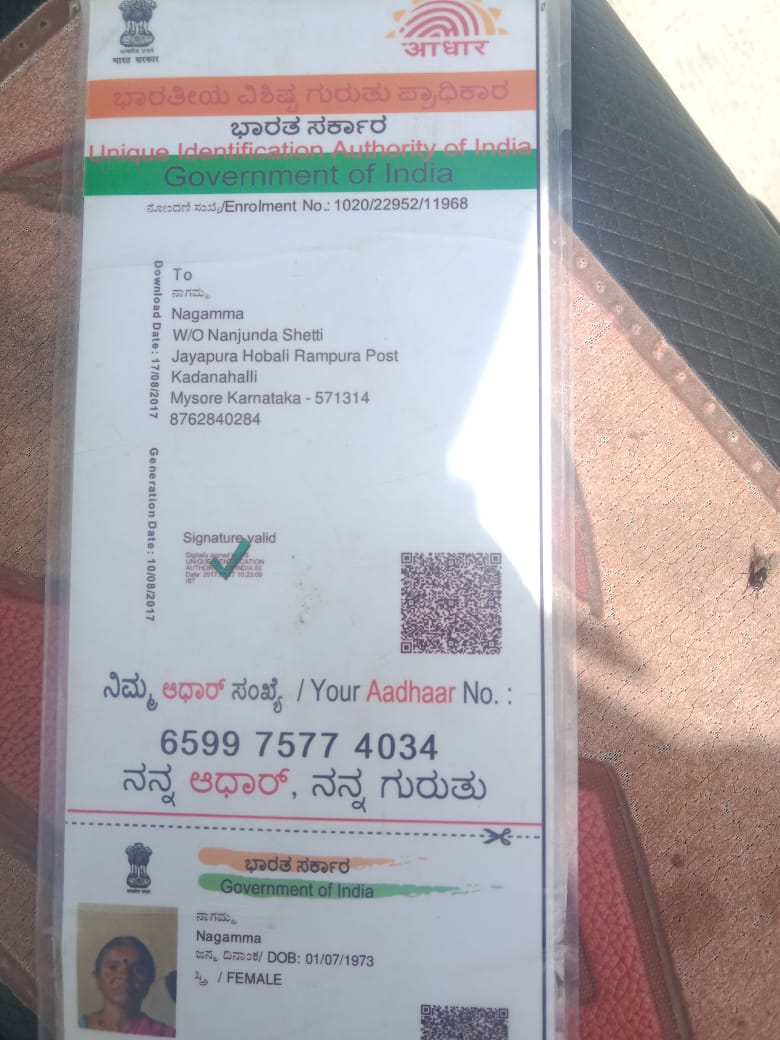 भारत सरकार
आधार
ಭಾರತೀಯ ವಿಶಿಷ್ಟ ಗುರುತು ಪ್ರಾಧಿಕಾರ
ಭಾರತ ಸರ್ಕಾರ
Unique Identification Authority of India
Government of India
ನೋಂದಣಿ ಸಂಖ್ಯೆ/Enrolment No.: 1020/22952/11968
Download Date: 17/08/2017
Generation Date: 10/08/2017
To
ನಾಗಮ್ಮ
Nagamma
W/O Nanjunda Shetti
Jayapura Hobali Rampura Post
Kadanahalli
Mysore Karnataka - 571314
8762840284
Signature valid
ನಿಮ್ಮ ಆಧಾರ್ ಸಂಖ್ಯೆ / Your Aadhaar No. :
6599 7577 4034
ನನ್ನ ಆಧಾರ್, ನನ್ನ ಗುರುತು
ಭಾರತ ಸರ್ಕಾರ
Government of India
ನಾಗಮ್ಮ
Nagamma
ಜನ್ಮ ದಿನಾಂಕ/ DOB: 01/07/1973
ಸ್ತ್ರೀ / FEMALE